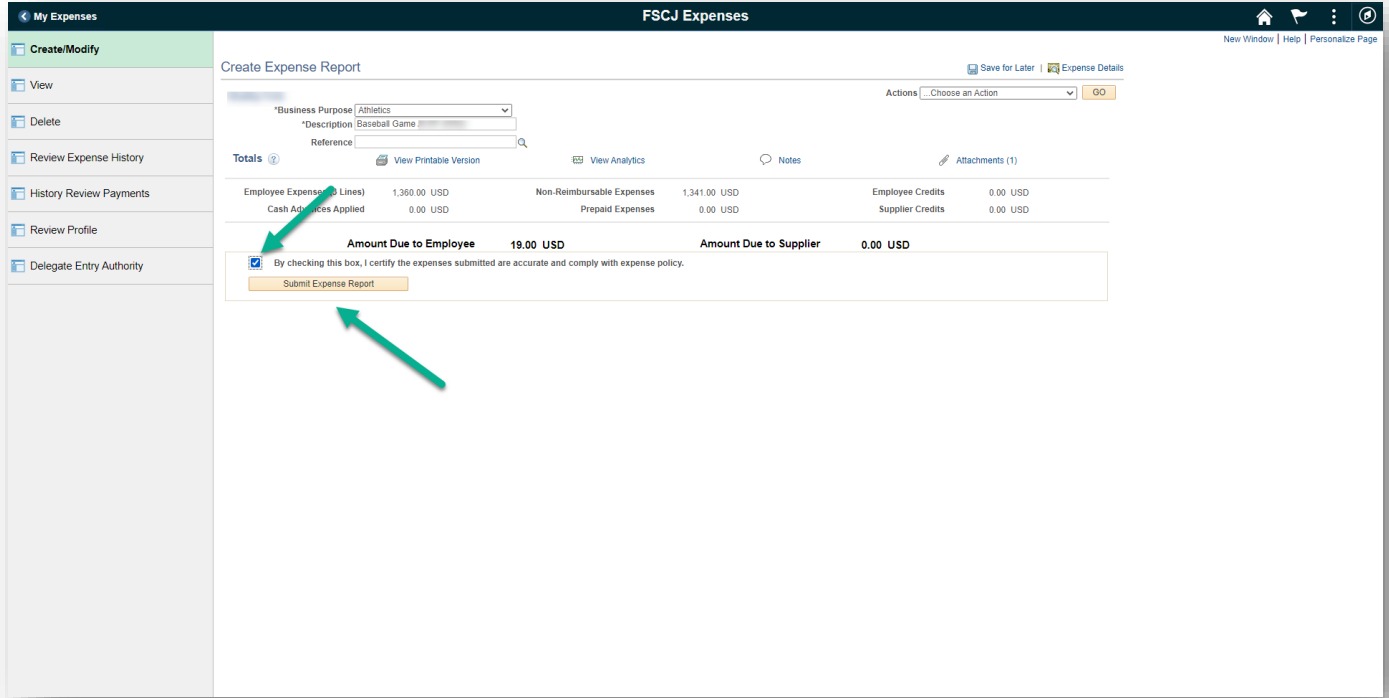 My Expenses
FSCJ Expenses
New Window | Help | Personalize Page
Create/Modify
View
Delete
Review Expense History
History Review Payments
Review Profile
Delegate Entry Authority
Create Expense Report
Save for Later | Expense Details
Actions ...Choose an Action GO
*Business Purpose Athletics
*Description Baseball Game
Reference
Totals ? View Printable Version View Analytics Notes Attachments (1)
Employee Expenses Lines) 1,360.00 USD Non-Reimbursable Expenses 1,341.00 USD Employee Credits 0.00 USD
Cash Advances Applied 0.00 USD Prepaid Expenses 0.00 USD Supplier Credits 0.00 USD
Amount Due to Employee 19.00 USD Amount Due to Supplier 0.00 USD
By checking this box, I certify the expenses submitted are accurate and comply with expense policy.
Submit Expense Report